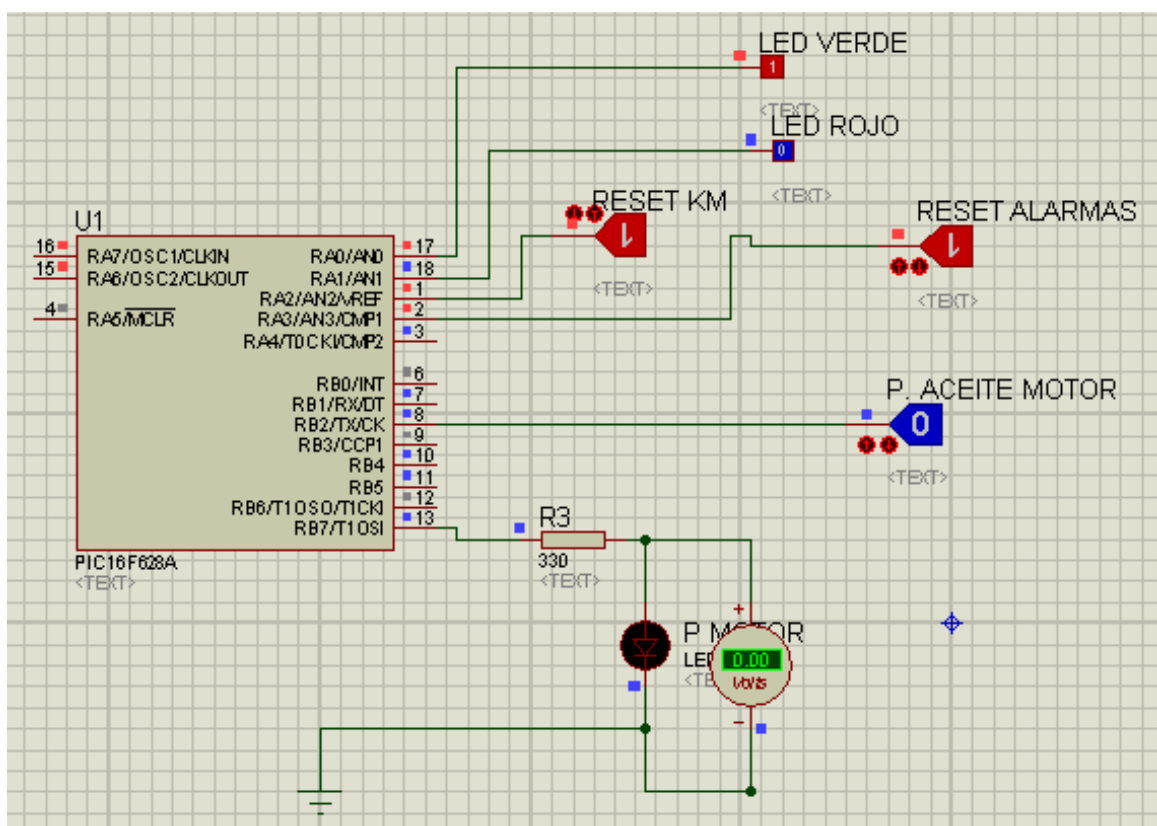 LED VERDE
1
<TEXT>
LED ROJO
0
<TEXT>
RESET KM
1
<TEXT>
RESET ALARMAS
1
<TEXT>
U1
16 RA7/OSC1/CLKIN RA0/AN0 17
15 RA6/OSC2/CLKOUT RA1/AN1 18
RA2/AN2/VREF 1
4 RA5/MCLR RA3/AN3/CMP1 2
RA4/T0CKI/CMP2 3
RB0/INT 6
RB1/RX/DT 7
RB2/TX/CK 8
RB3/CCP1 9
RB4 10
RB5 11
RB6/T1OSO/T1CKI 12
RB7/T1OSI 13
PIC16F628A
<TEXT>
P. ACEITE MOTOR
0
<TEXT>
R3
330
<TEXT>
P MOTOR
+
0.00
Volts
−